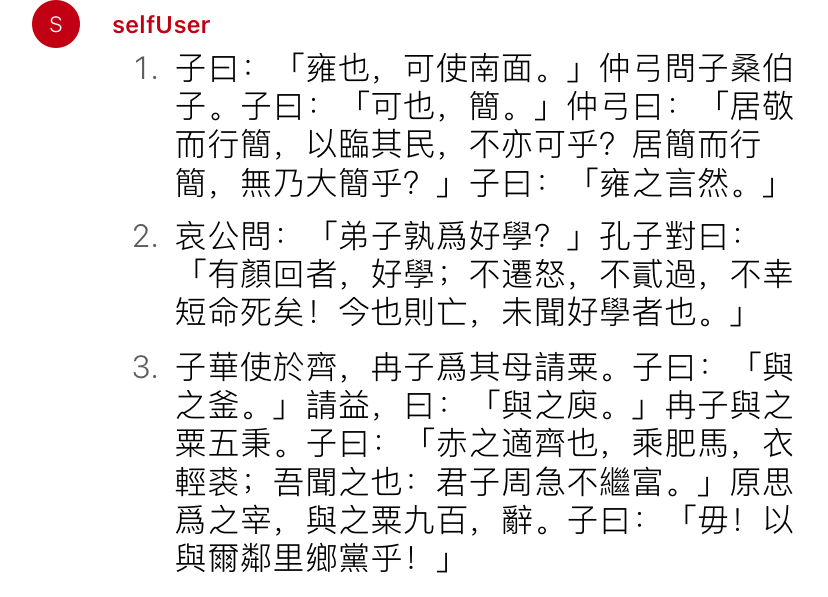 S
selfUser
1. 子曰：「雍也，可使南面。」仲弓問子桑伯
子。子曰：「可也，簡。」仲弓曰：「居敬
而行簡，以臨其民，不亦可乎？居簡而行
簡，無乃大簡乎？」子曰：「雍之言然。」
2. 哀公問：「弟子孰爲好學？」孔子對曰：
「有顏回者，好學；不遷怒，不貳過，不幸
短命死矣！今也則亡，未聞好學者也。」
3. 子華使於齊，冉子爲其母請粟。子曰：「與
之釜。」請益，曰：「與之庾。」冉子與之
粟五秉。子曰：「赤之適齊也，乘肥馬，衣
輕裘；吾聞之也：君子周急不繼富。」原思
爲之宰，與之粟九百，辭。子曰：「毋！以
與爾鄰里鄉黨乎！」